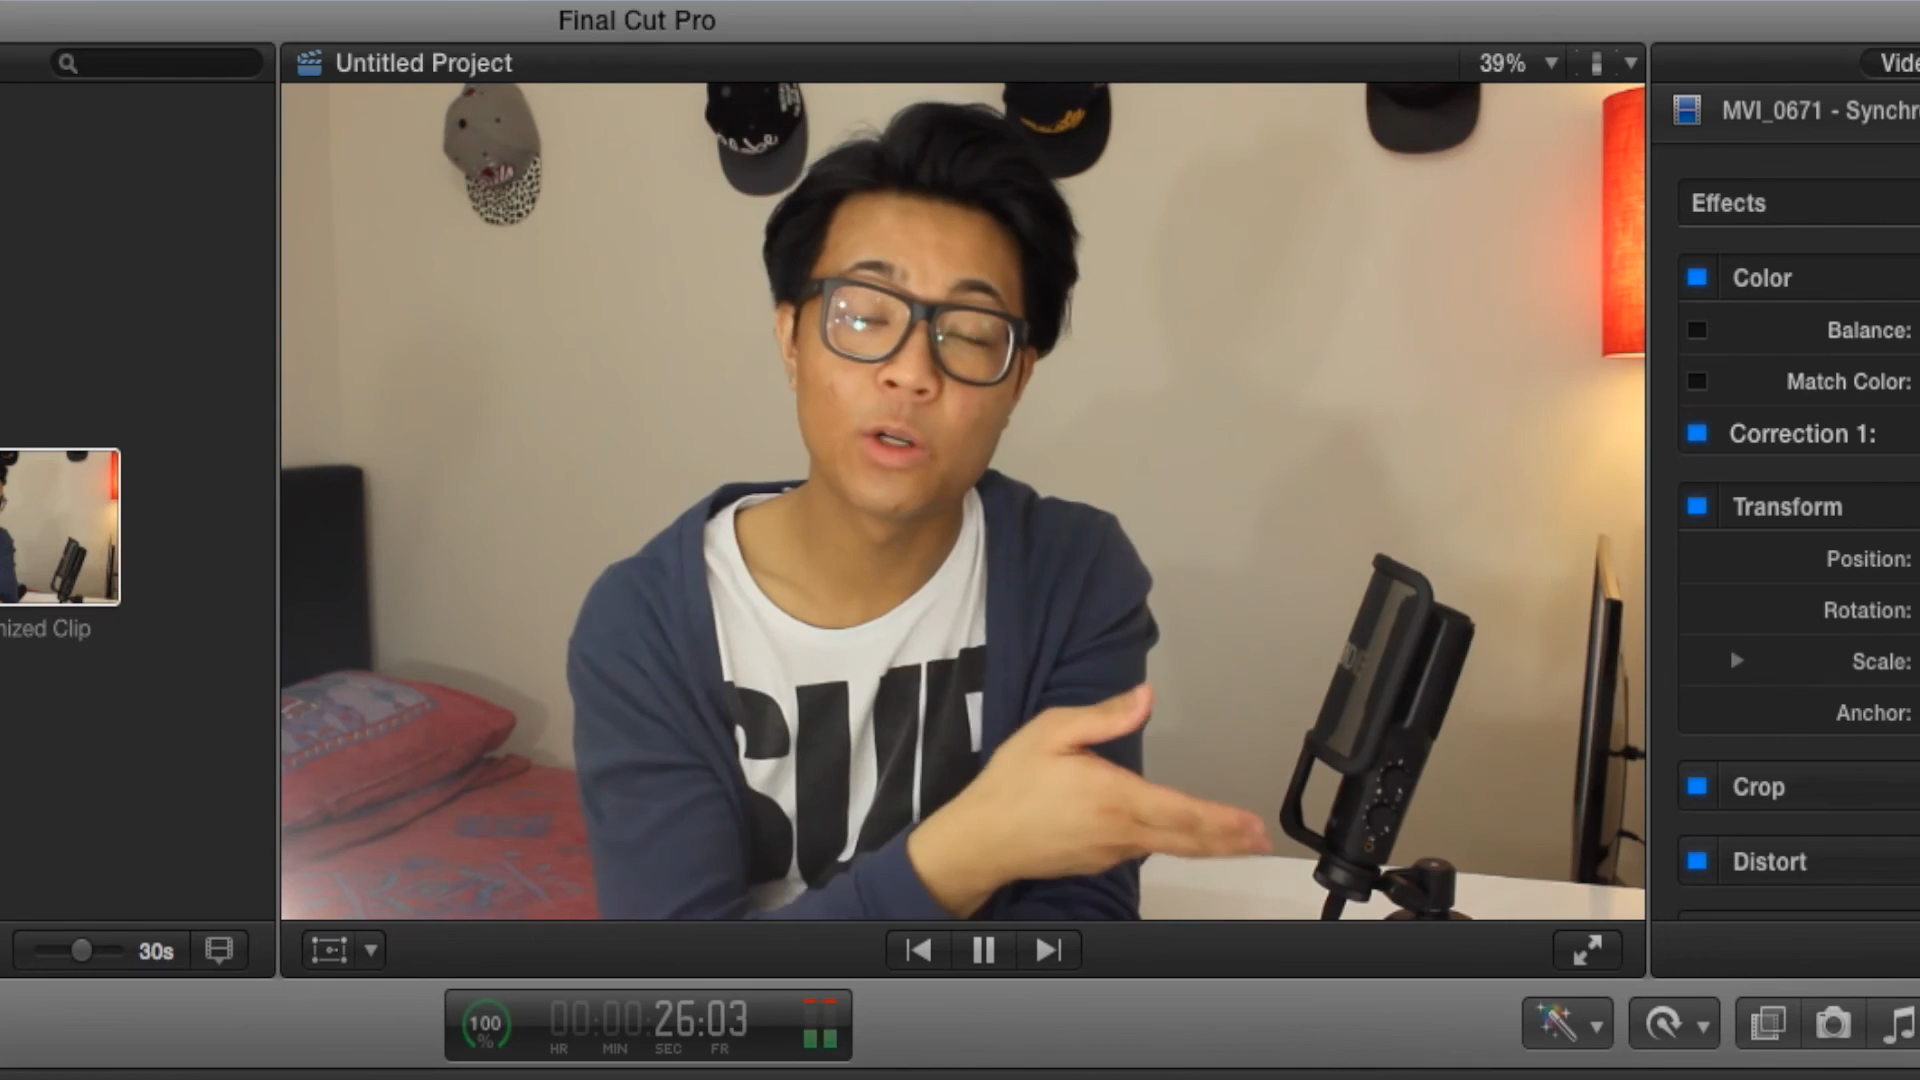 Final Cut Pro
Untitled Project
39%
Vide
MVI_0671 - Synchr
Effects
Color
Balance:
Match Color:
Correction 1:
Transform
Position:
Rotation:
Scale:
Anchor:
Crop
Distort
nized Clip
30s
100
%
00:00:26:03
HR MIN SEC FR